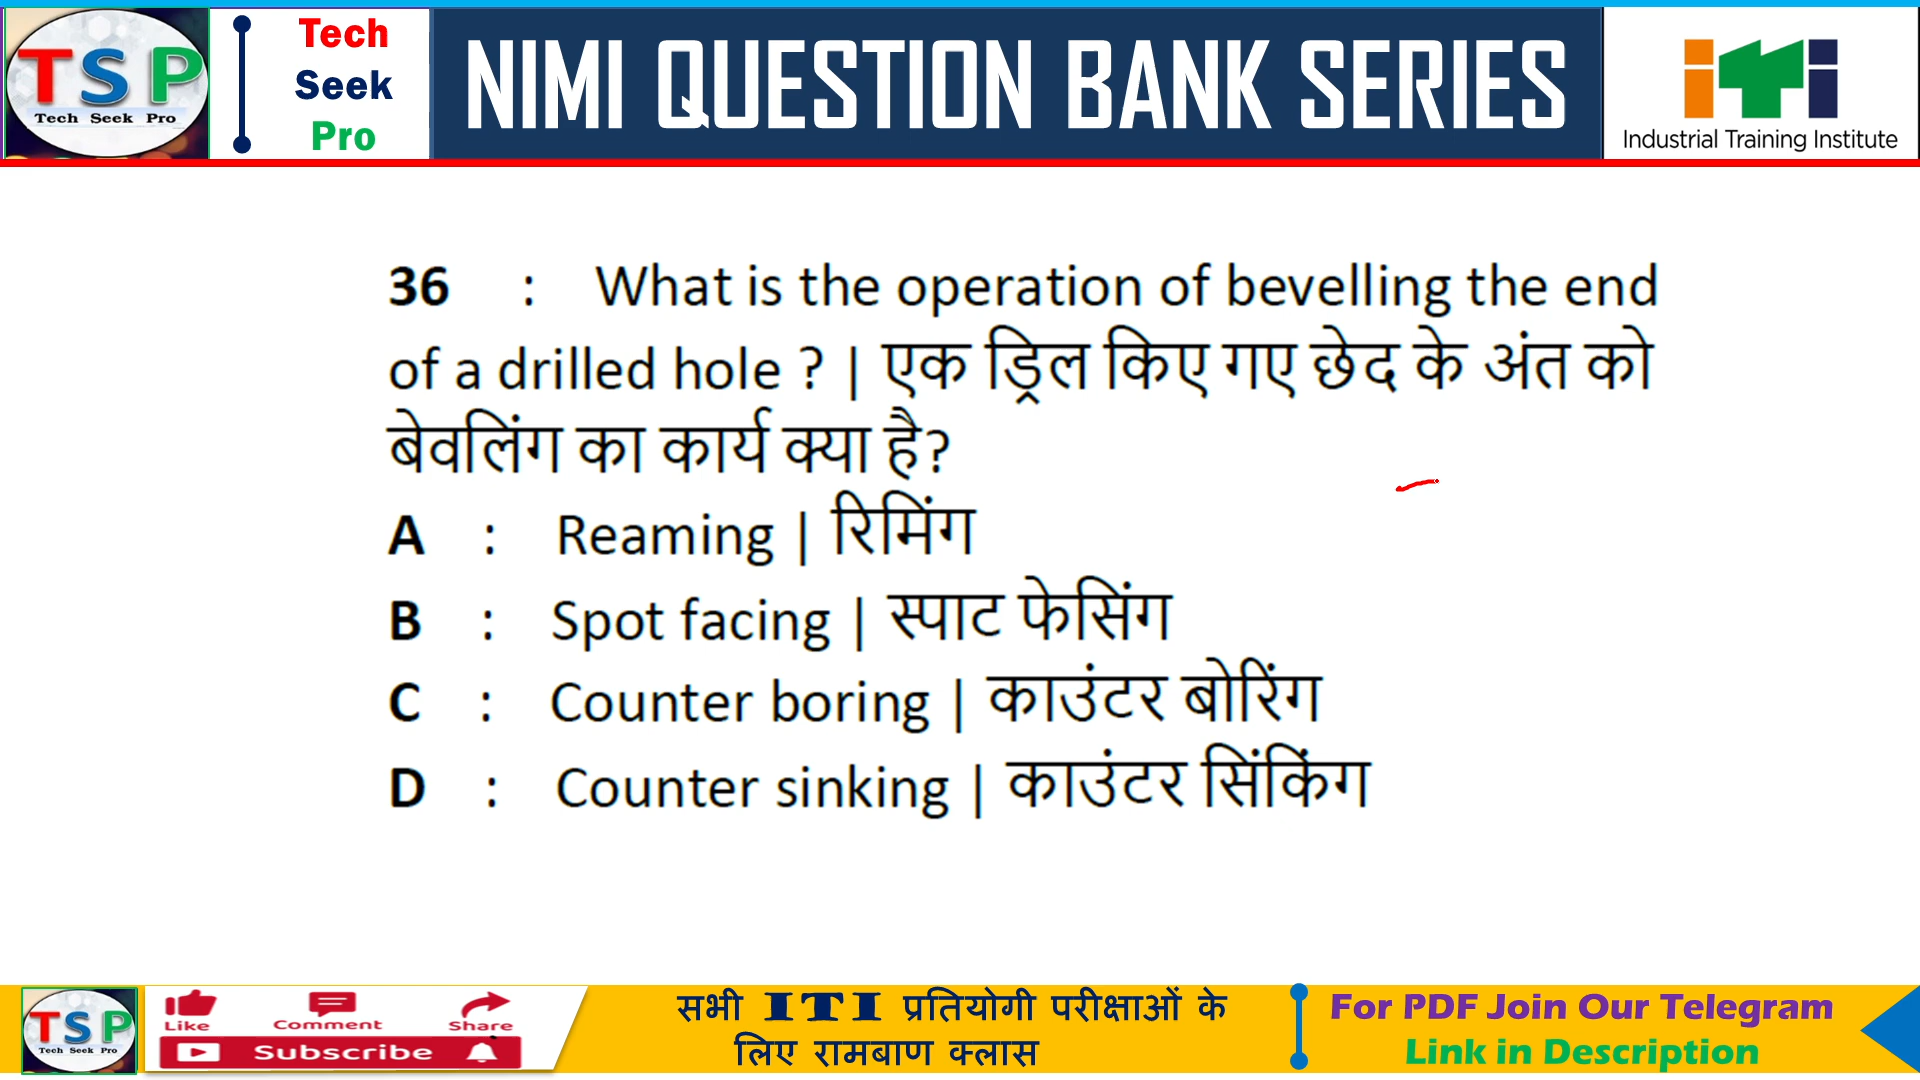 TSP
Tech Seek Pro
Tech
Seek
Pro
NIMI QUESTION BANK SERIES
iTi
Industrial Training Institute
36 : What is the operation of bevelling the end
of a drilled hole ? | एक ड्रिल किए गए छेद के अंत को
बेवलिंग का कार्य क्या है?
A : Reaming | रिमिंग
B : Spot facing | स्पाट फेसिंग
C : Counter boring | काउंटर बोरिंग
D : Counter sinking | काउंटर सिंकिंग
TSP
Tech Seek Pro
Like Comment Share
Subscribe
सभी ITI प्रतियोगी परीक्षाओं के
लिए रामबाण क्लास
For PDF Join Our Telegram
Link in Description